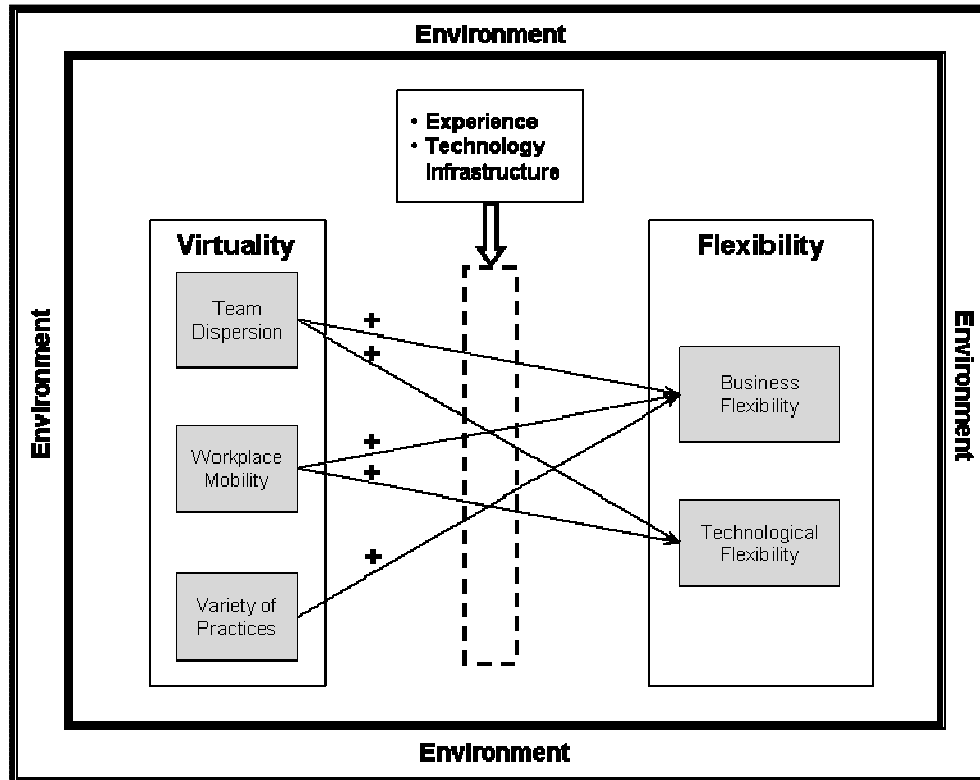 Environment
• Experience
• Technology
Infrastructure
Virtuality
Flexibility
Team
Dispersion
+
+
Environment
Environment
Business
Flexibility
Workplace
Mobility
+
+
Technological
Flexibility
+
Variety of
Practices
Environment